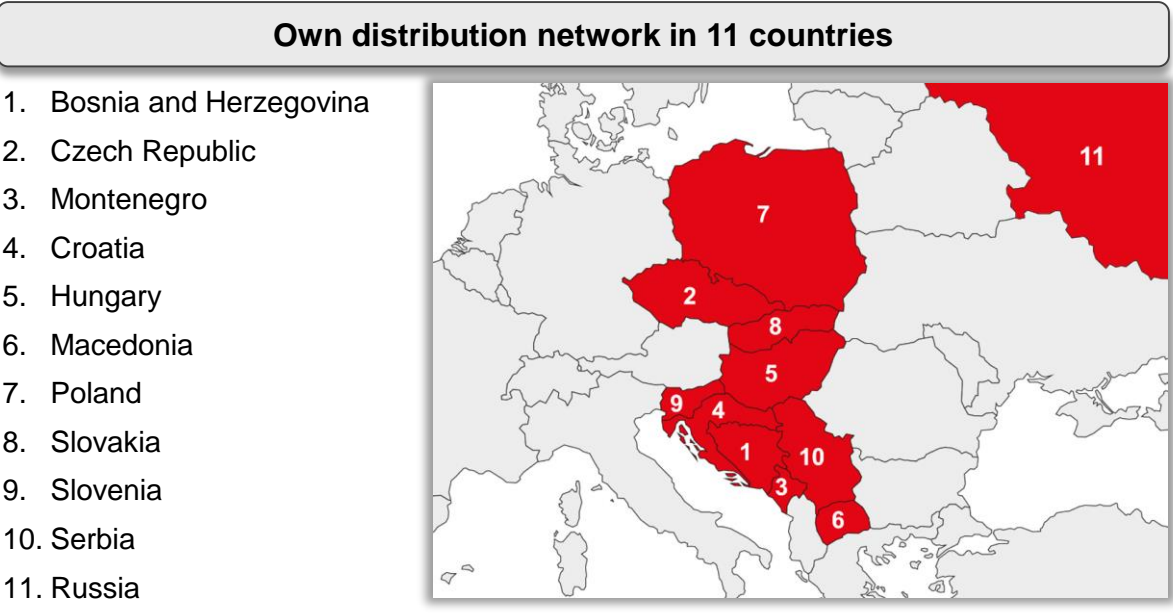 Own distribution network in 11 countries
1. Bosnia and Herzegovina
2. Czech Republic
3. Montenegro
4. Croatia
5. Hungary
6. Macedonia
7. Poland
8. Slovakia
9. Slovenia
10. Serbia
11. Russia
11
7
2
8
5
9
4
1
10
3
6